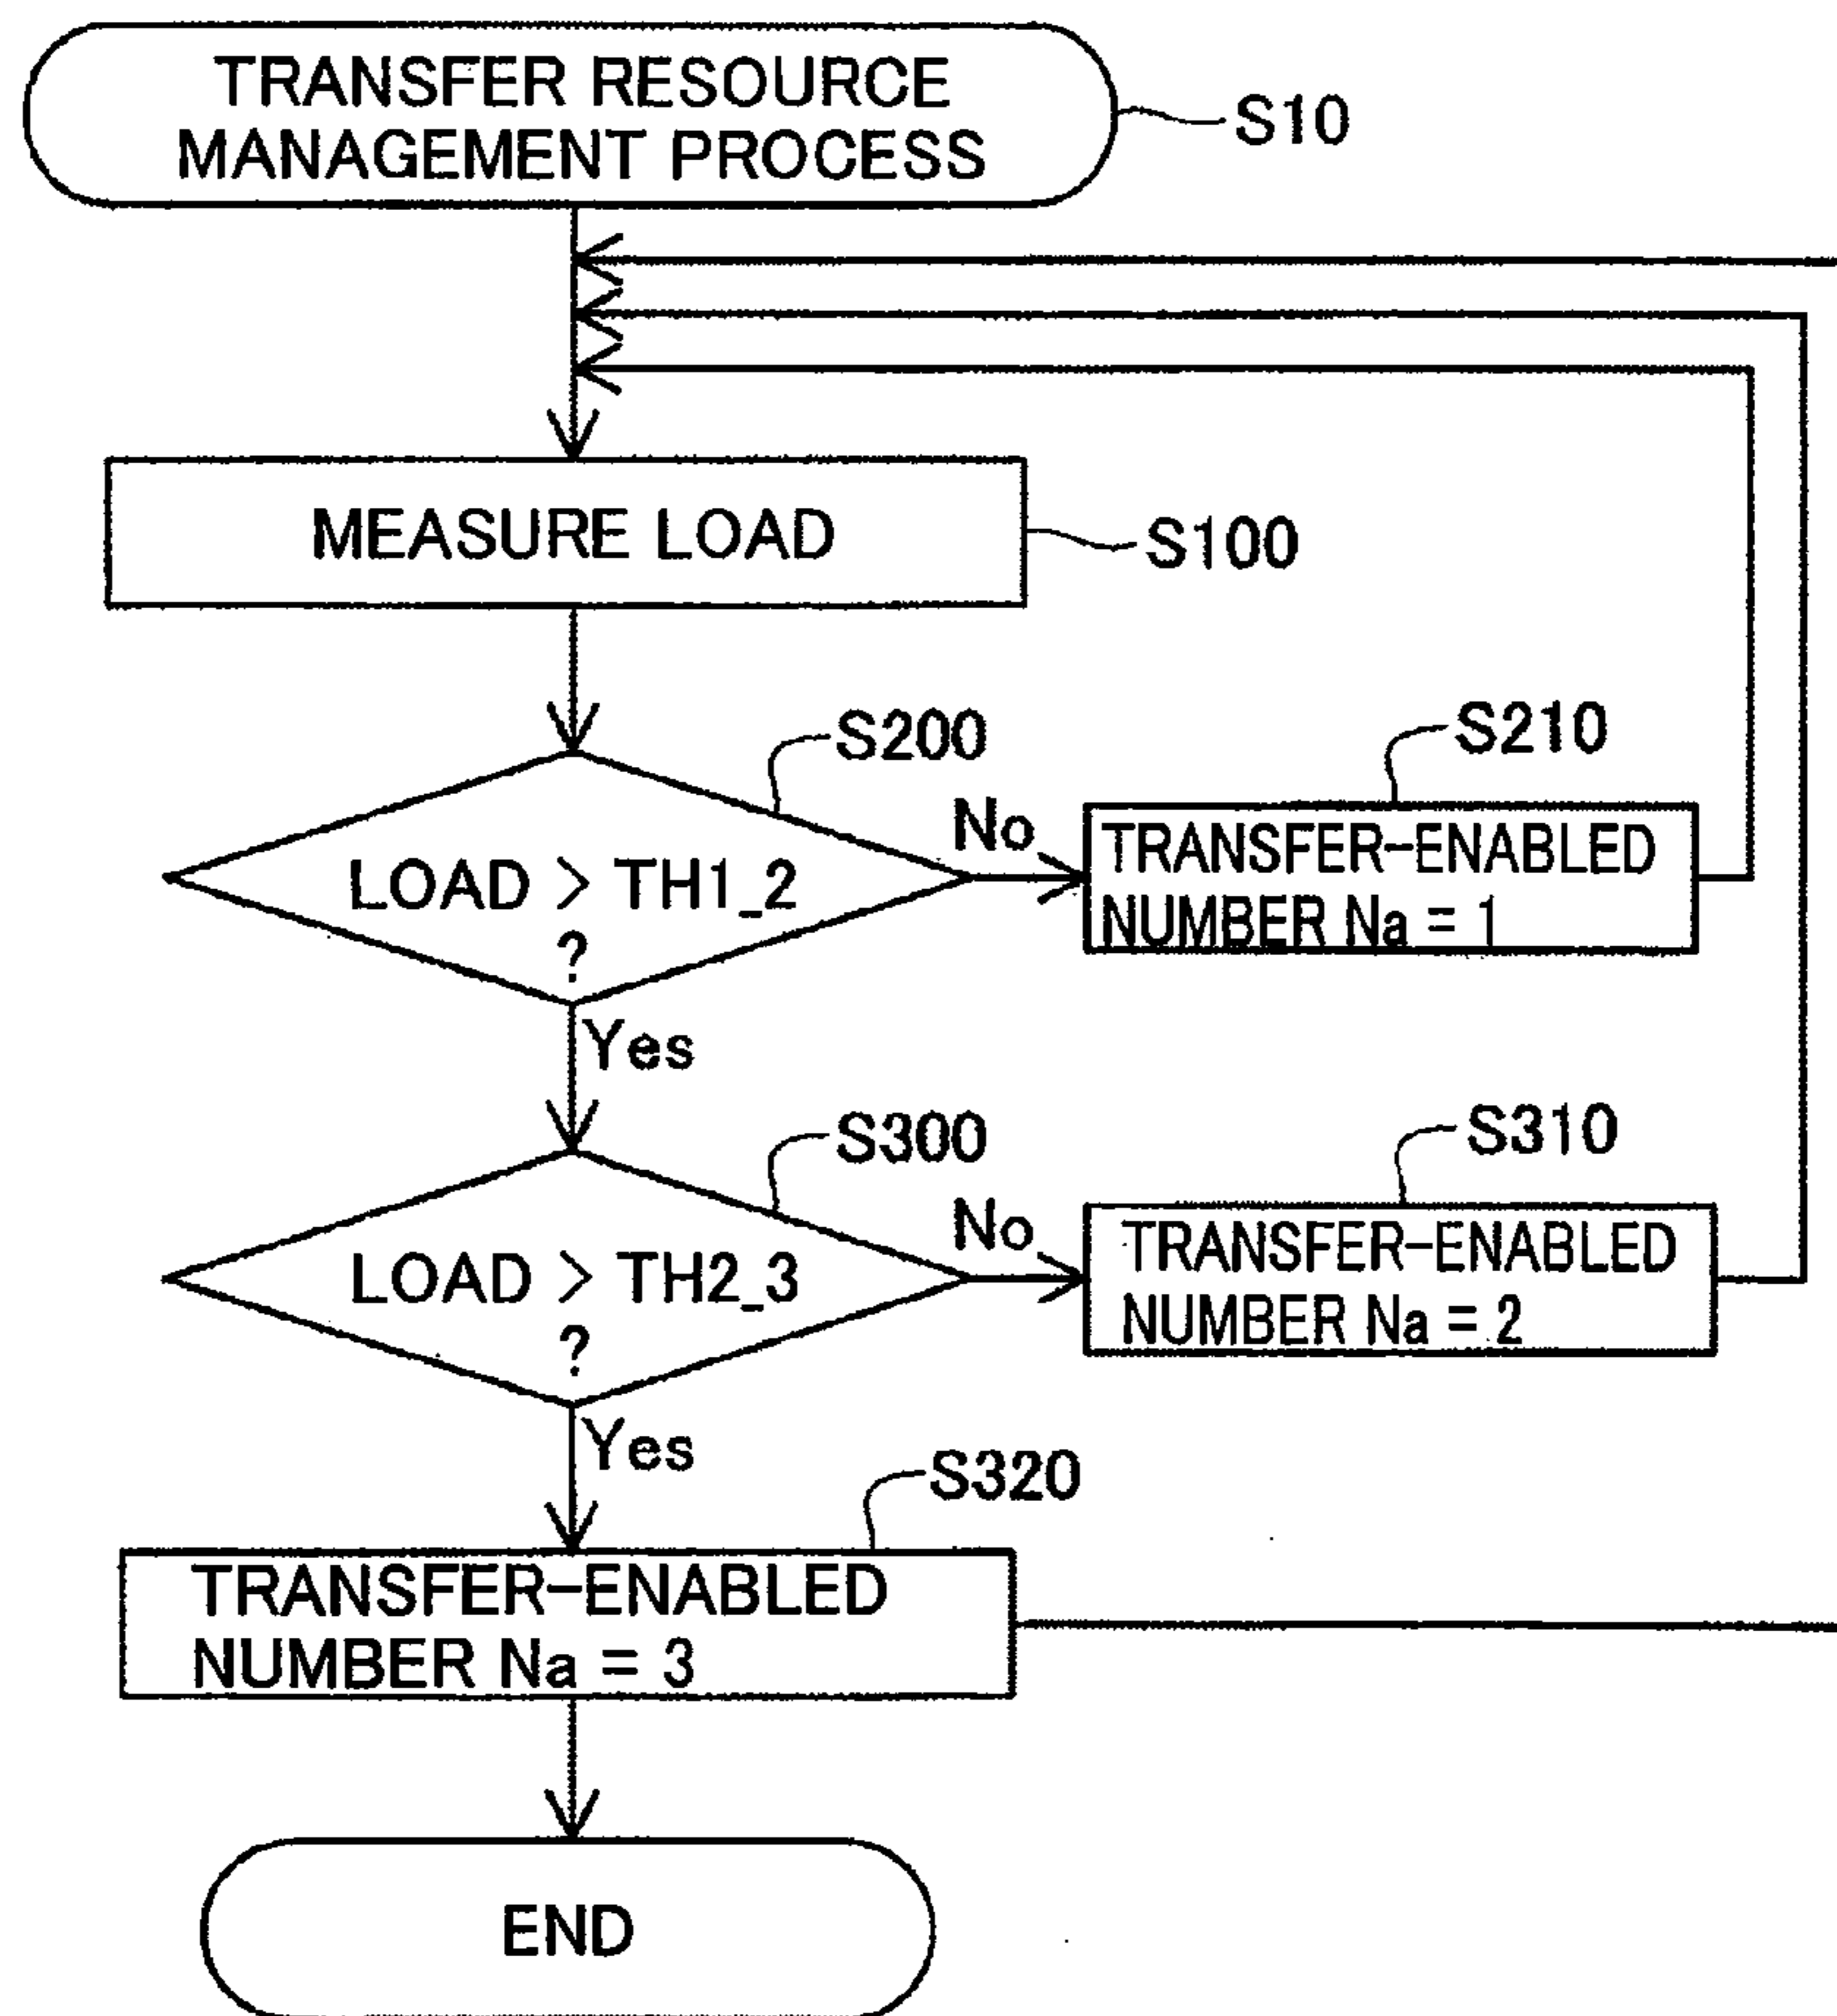 TRANSFER RESOURCE
MANAGEMENT PROCESS
S10
MEASURE LOAD
S100
S200
LOAD > TH1_2
?
No
S210
TRANSFER-ENABLED
NUMBER Na = 1
Yes
S300
LOAD > TH2_3
?
No
S310
TRANSFER-ENABLED
NUMBER Na = 2
Yes
S320
TRANSFER-ENABLED
NUMBER Na = 3
END